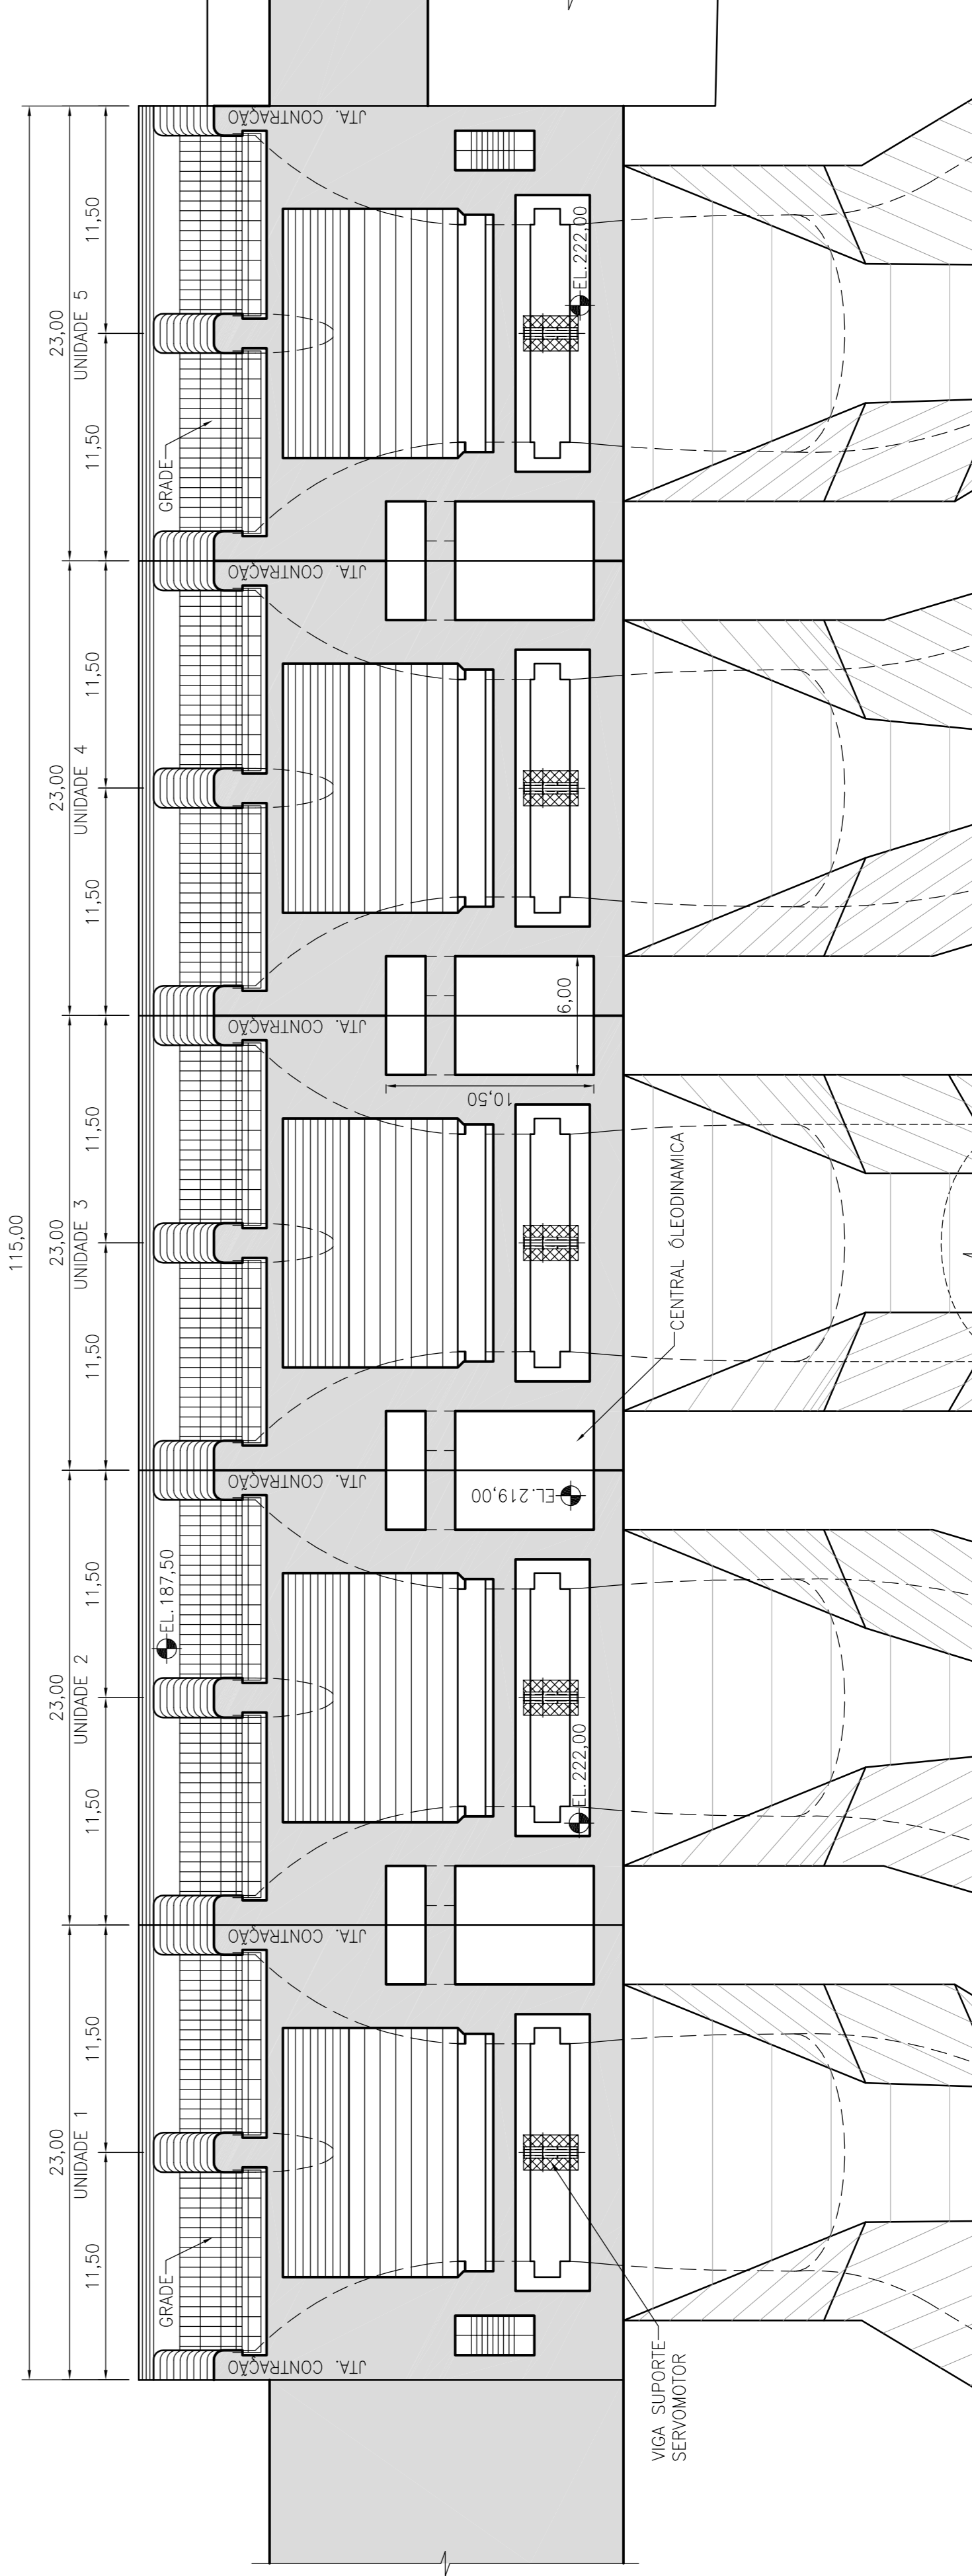 115,00
23,00
23,00
23,00
23,00
23,00
UNIDADE 1
UNIDADE 2
UNIDADE 3
UNIDADE 4
UNIDADE 5
11,50
11,50
11,50
11,50
11,50
11,50
11,50
11,50
11,50
11,50
GRADE
EL.187,50
GRADE
JTA. CONTRAÇÃO
JTA. CONTRAÇÃO
JTA. CONTRAÇÃO
JTA. CONTRAÇÃO
JTA. CONTRAÇÃO
JTA. CONTRAÇÃO
EL.222,00
EL.219,00
10,50
6,00
EL.222,00
VIGA SUPORTE
SERVOMOTOR
CENTRAL ÓLEODINAMICA